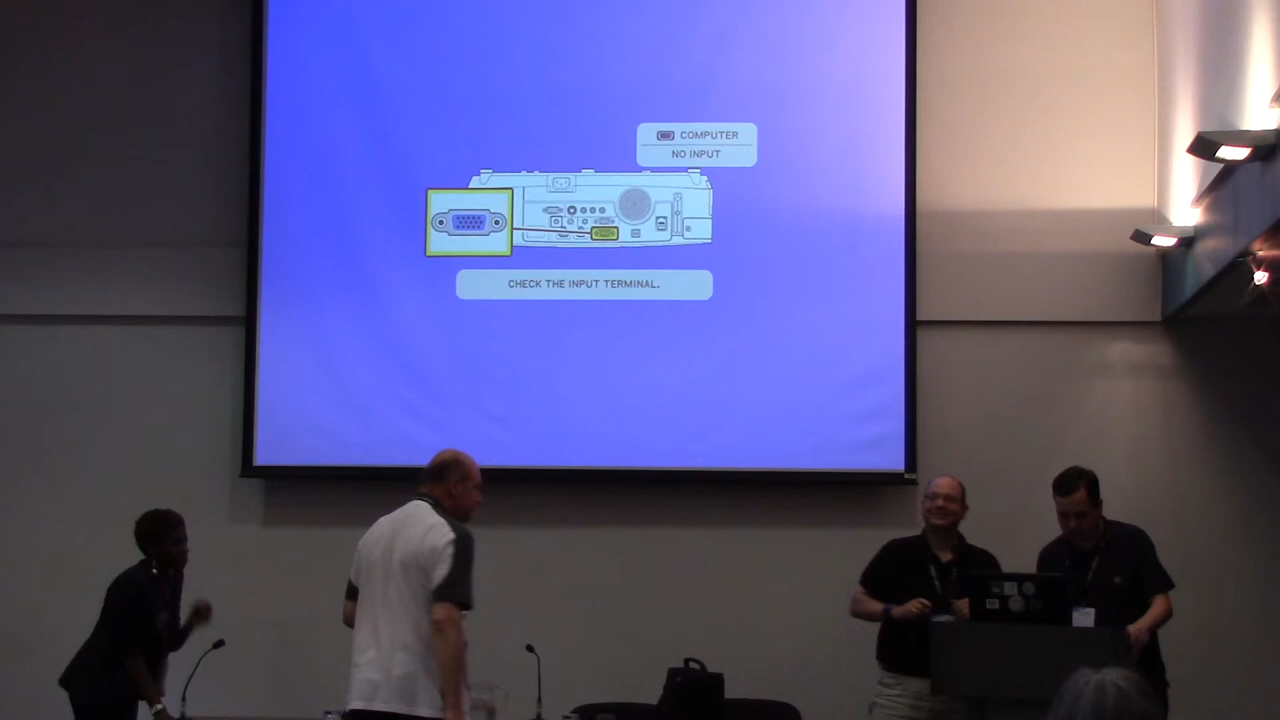 COMPUTER
NO INPUT
CHECK THE INPUT TERMINAL.